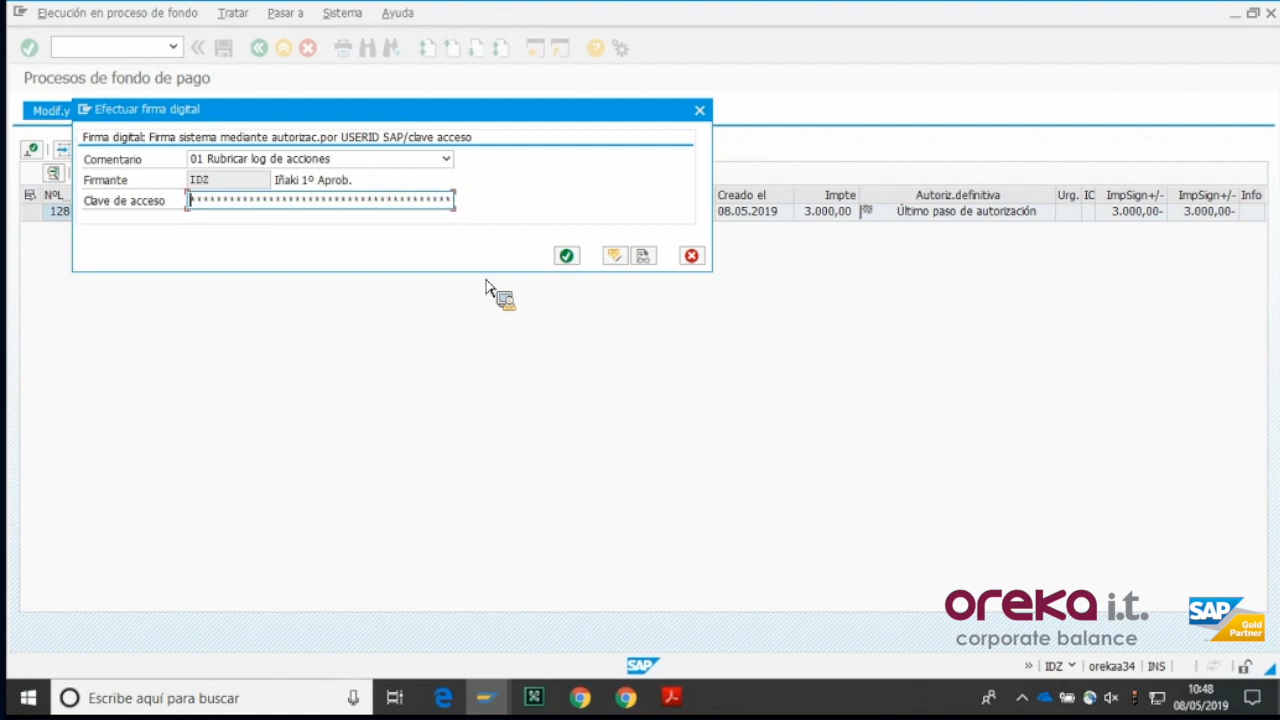 Ejecución en proceso de fondo Tratar Pasar a Sistema Ayuda
Procesos de fondo de pago
Modif.y
Efectuar firma digital
Firma digital: Firma sistema mediante autorizac.por USERID SAP/clave acceso
Comentario 01 Rubricar log de acciones
Firmante IDZ Iñaki 1º Aprob.
Clave de acceso ****************************************
NºL Creado el Impte Autoriz.definitiva Urg. IC ImpSign+/- ImpSign+/- Info
128 08.05.2019 3.000,00 Último paso de autorización 3.000,00- 3.000,00-
oreka i.t.
corporate balance
SAP
Gold
Partner
SAP
» IDZ orekaa34 INS
Escribe aquí para buscar
10:48
08/05/2019